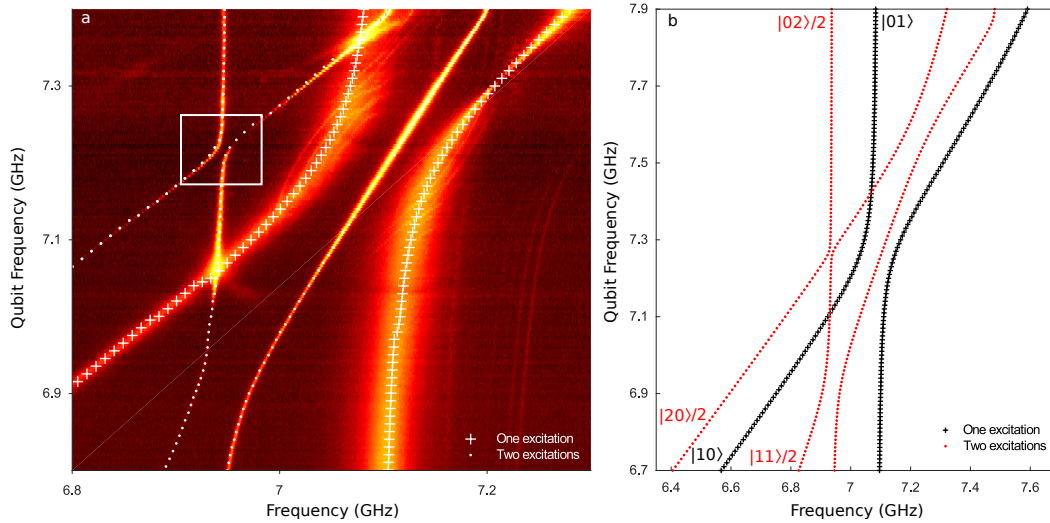 a
7.3
7.1
6.9
Qubit Frequency (GHz)
6.8
7
7.2
Frequency (GHz)
One excitation
Two excitations
b
|02⟩/2
|01⟩
|20⟩/2
|10⟩
|11⟩/2
7.9
7.7
7.5
7.3
7.1
6.9
6.7
Qubit Frequency (GHz)
6.4
6.6
6.8
7
7.2
7.4
7.6
Frequency (GHz)
One excitation
Two excitations